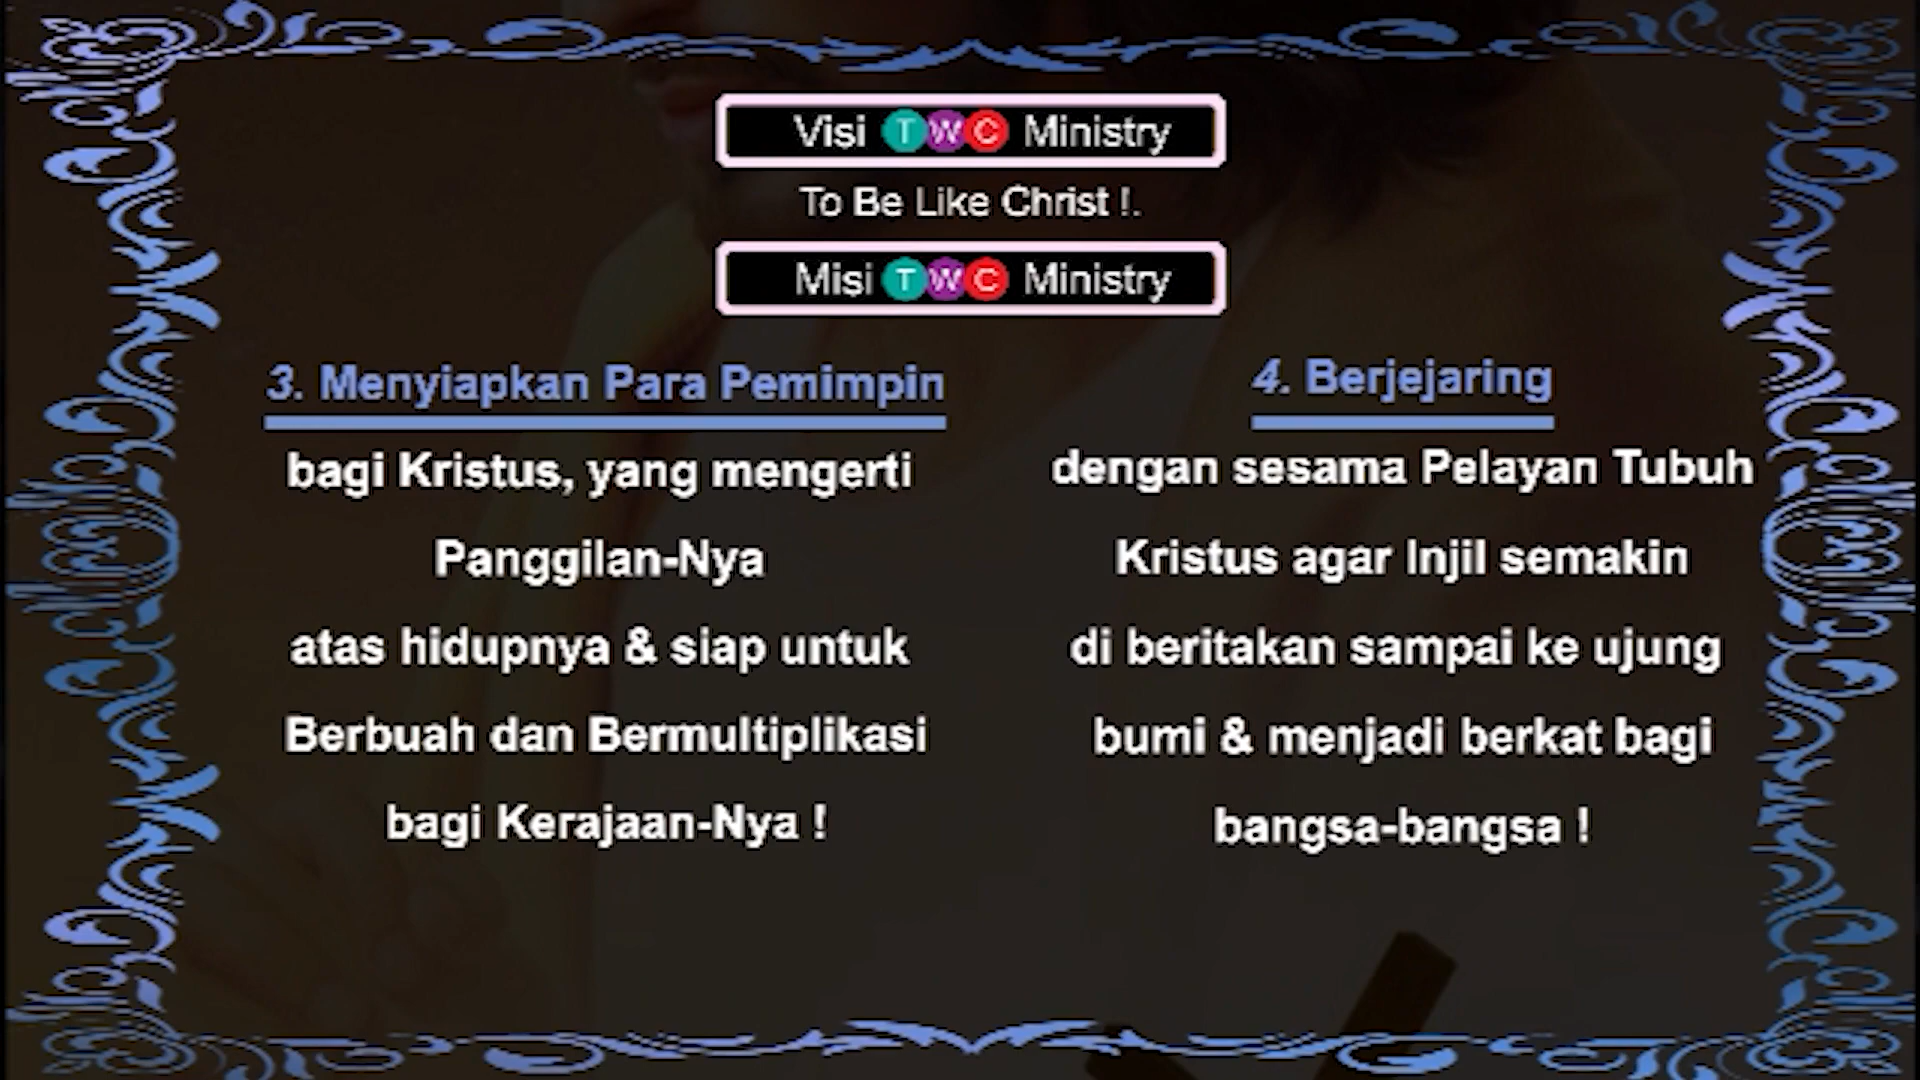 Visi TWC Ministry
To Be Like Christ !.
Misi TWC Ministry
3. Menyiapkan Para Pemimpin
bagi Kristus, yang mengerti
Panggilan-Nya
atas hidupnya & siap untuk
Berbuah dan Bermultiplikasi
bagi Kerajaan-Nya !
4. Berjejaring
dengan sesama Pelayan Tubuh
Kristus agar Injil semakin
di beritakan sampai ke ujung
bumi & menjadi berkat bagi
bangsa-bangsa !